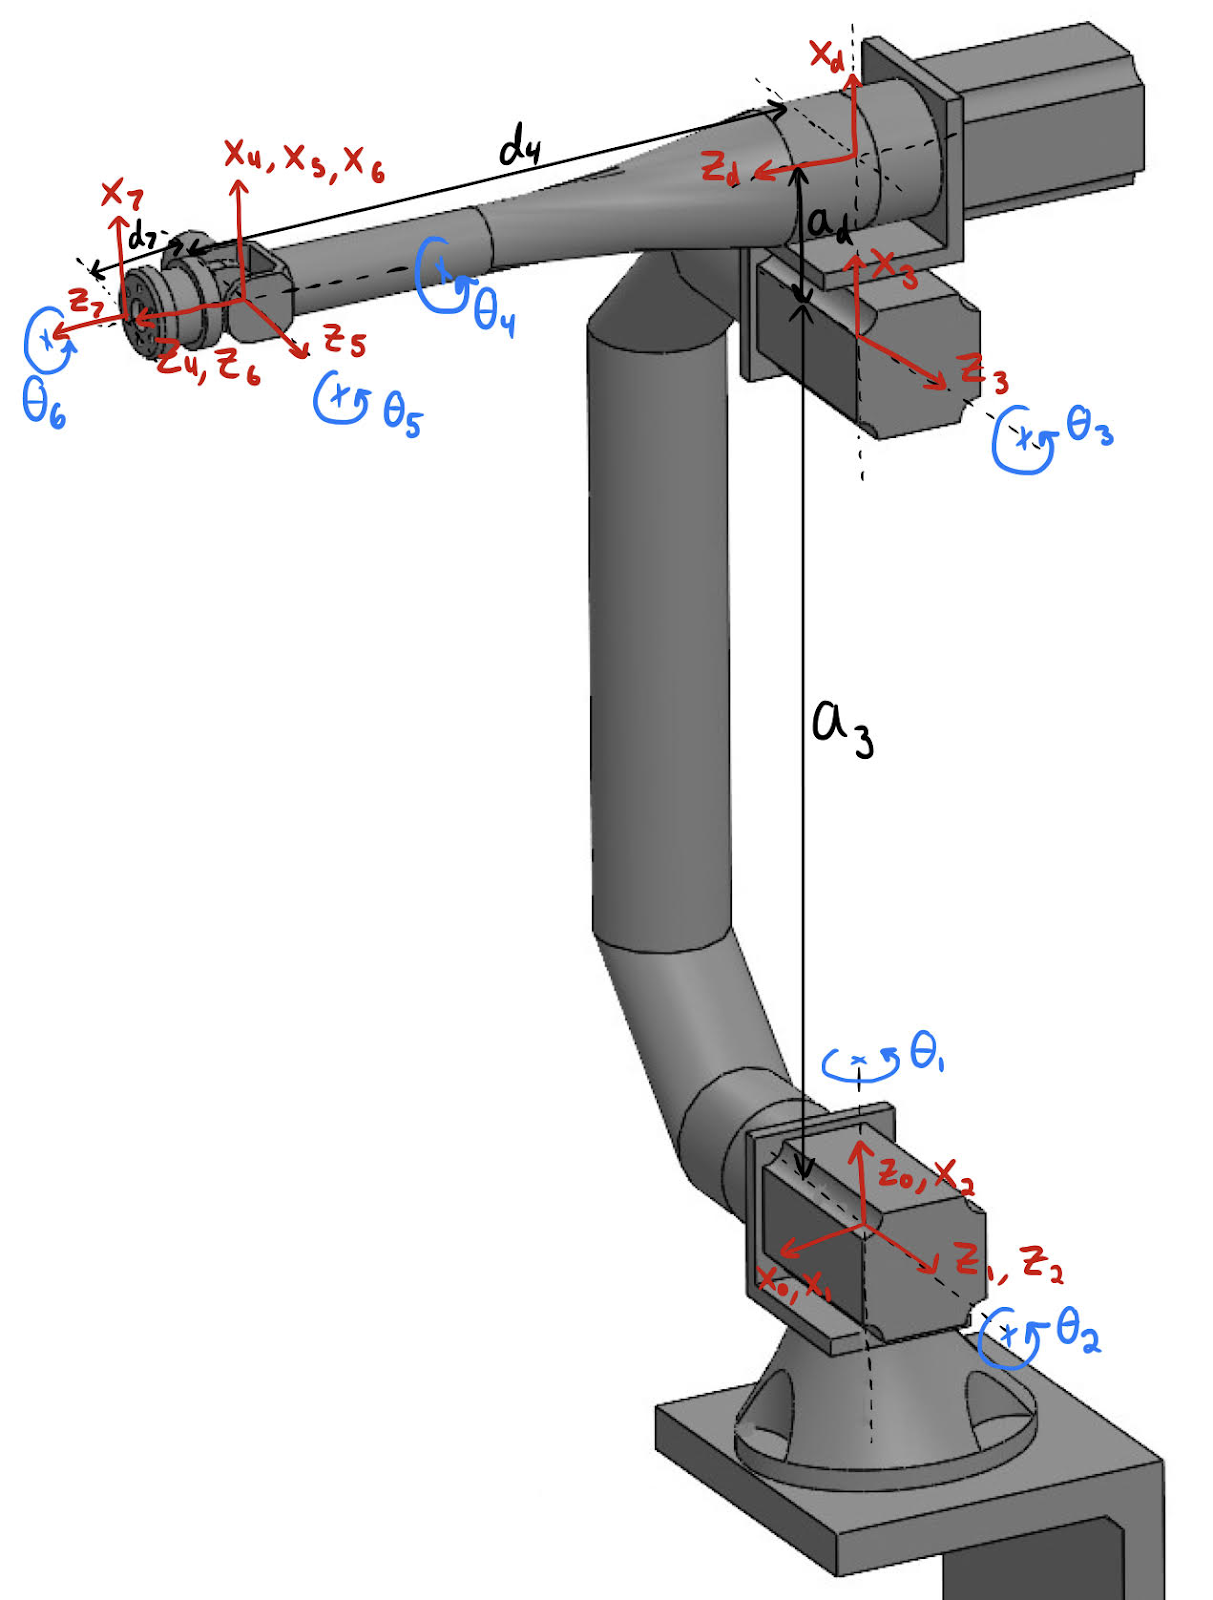 Xd
d4
X4, X5, X6
Zd
X7
ad
d7
X3
Z7
θ4
Z5
Z3
Z4, Z6
θ6
θ5
θ3
a3
θ1
Z0, X2
Z1, Z2
X0, X1
θ2